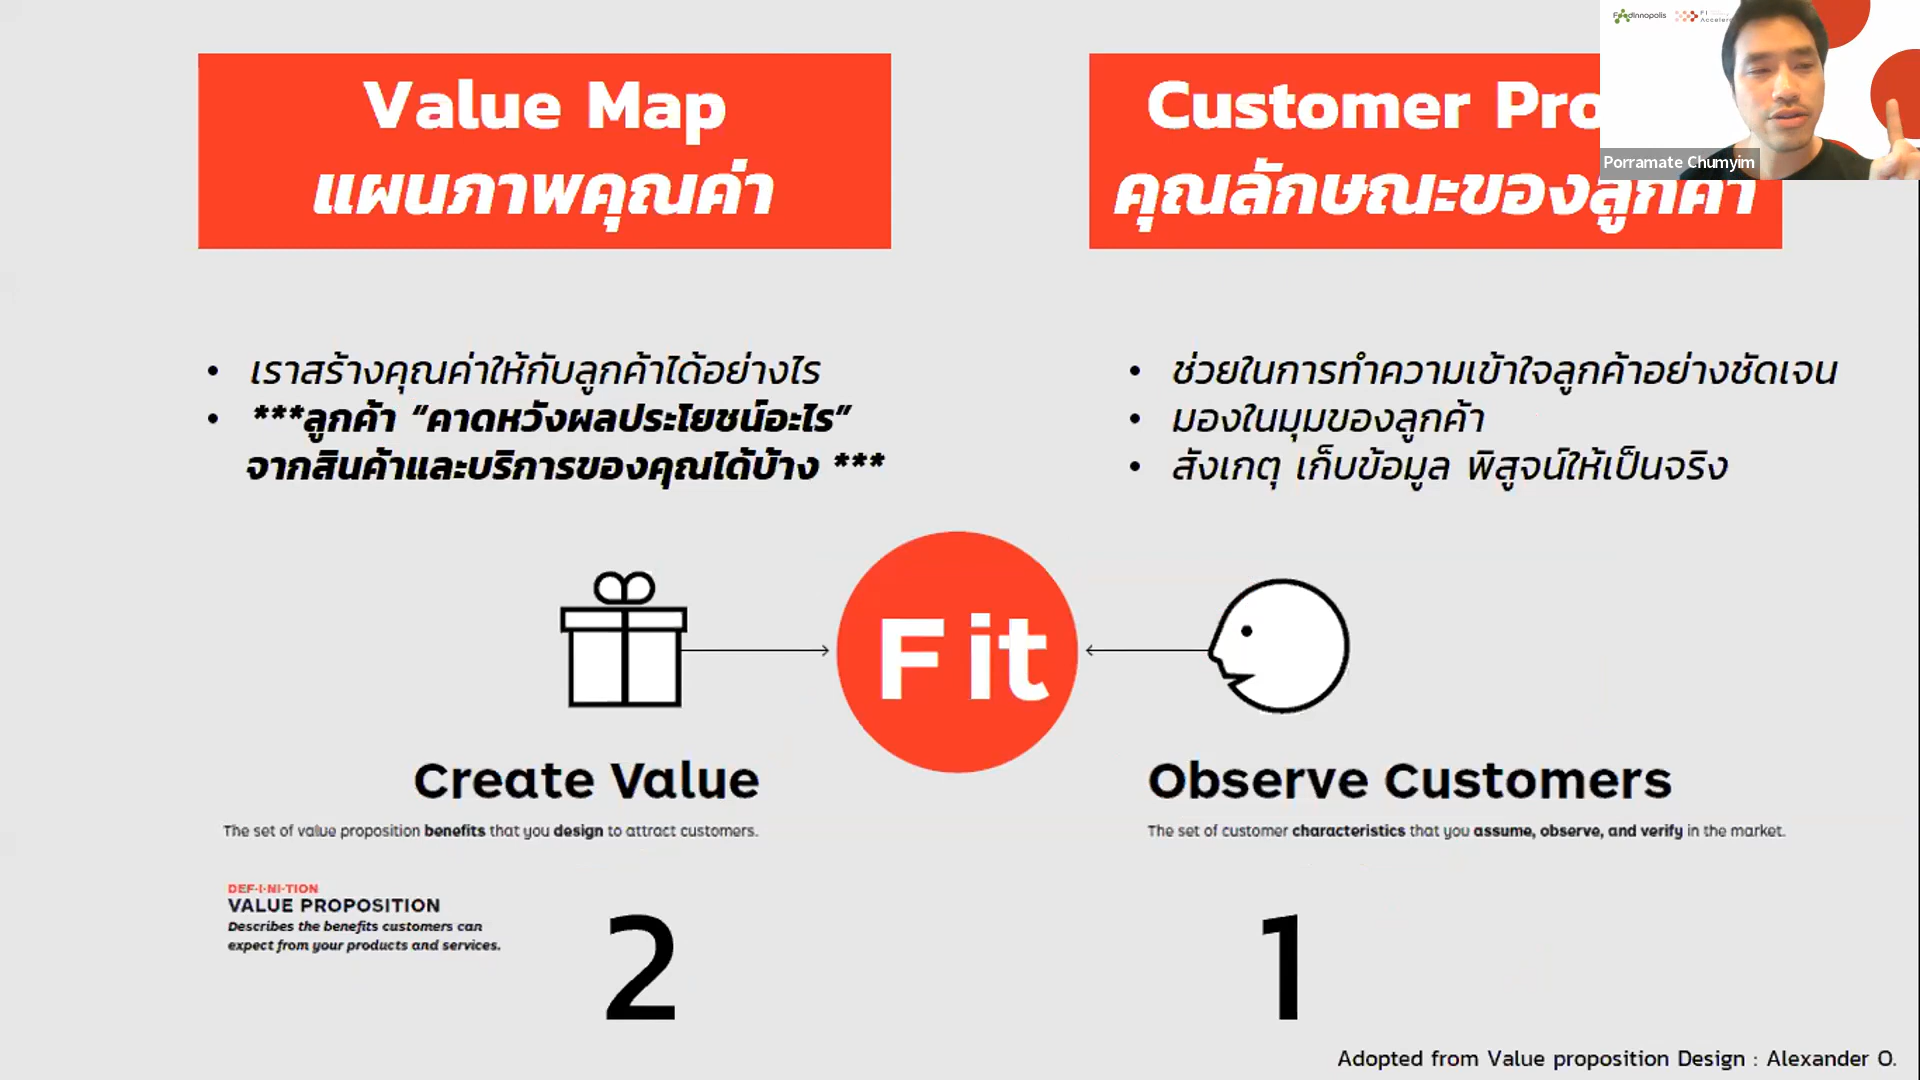 Value Map
แผนภาพคุณค่า
Customer Pro
คุณลักษณะของลูกค้า
FoodInnopolis
Porramate Chumyim
• เราสร้างคุณค่าให้กับลูกค้าได้อย่างไร
• ***ลูกค้า “คาดหวังผลประโยชน์อะไร”
จากสินค้าและบริการของคุณได้บ้าง ***
• ช่วยในการทำความเข้าใจลูกค้าอย่างชัดเจน
• มองในมุมของลูกค้า
• สังเกตุ เก็บข้อมูล พิสูจน์ให้เป็นจริง
Fit
Create Value
The set of value proposition benefits that you design to attract customers.
Observe Customers
The set of customer characteristics that you assume, observe, and verify in the market.
DEF·I·NI·TION
VALUE PROPOSITION
Describes the benefits customers can
expect from your products and services.
2
1
Adopted from Value proposition Design : Alexander O.